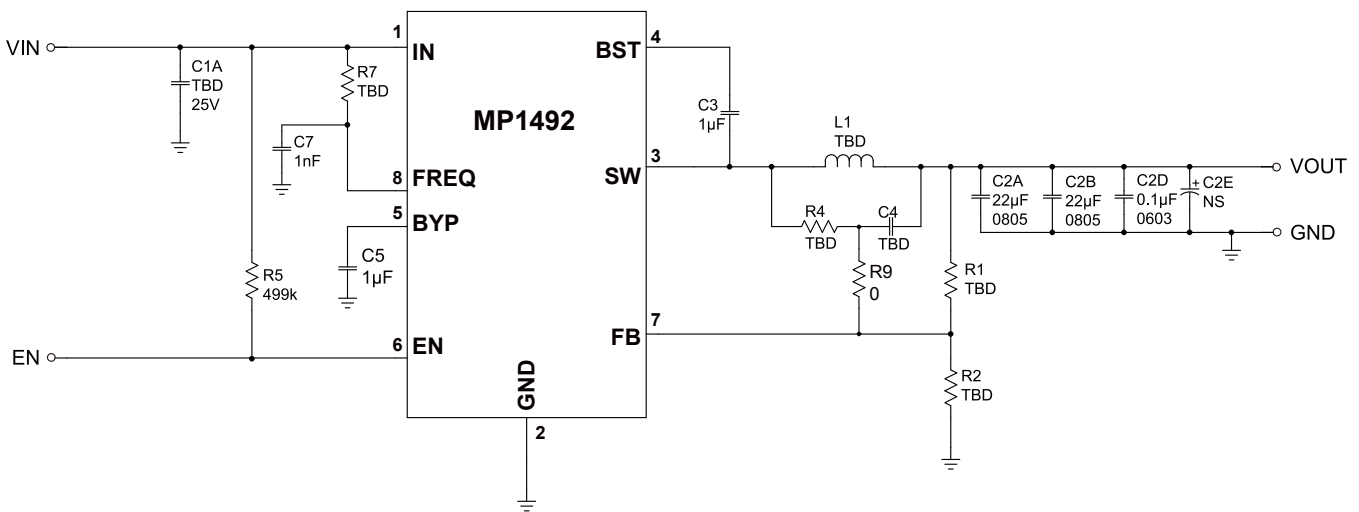 VIN
C1A
TBD
25V
R7
TBD
C7
1nF
R5
499k
C5
1µF
EN
1
IN
8
FREQ
5
BYP
6
EN
MP1492
GND
2
4
BST
3
SW
7
FB
C3
1µF
L1
TBD
R4
TBD
C4
TBD
R9
0
R1
TBD
R2
TBD
C2A
22µF
0805
C2B
22µF
0805
C2D
0.1µF
0603
+ C2E
NS
VOUT
GND